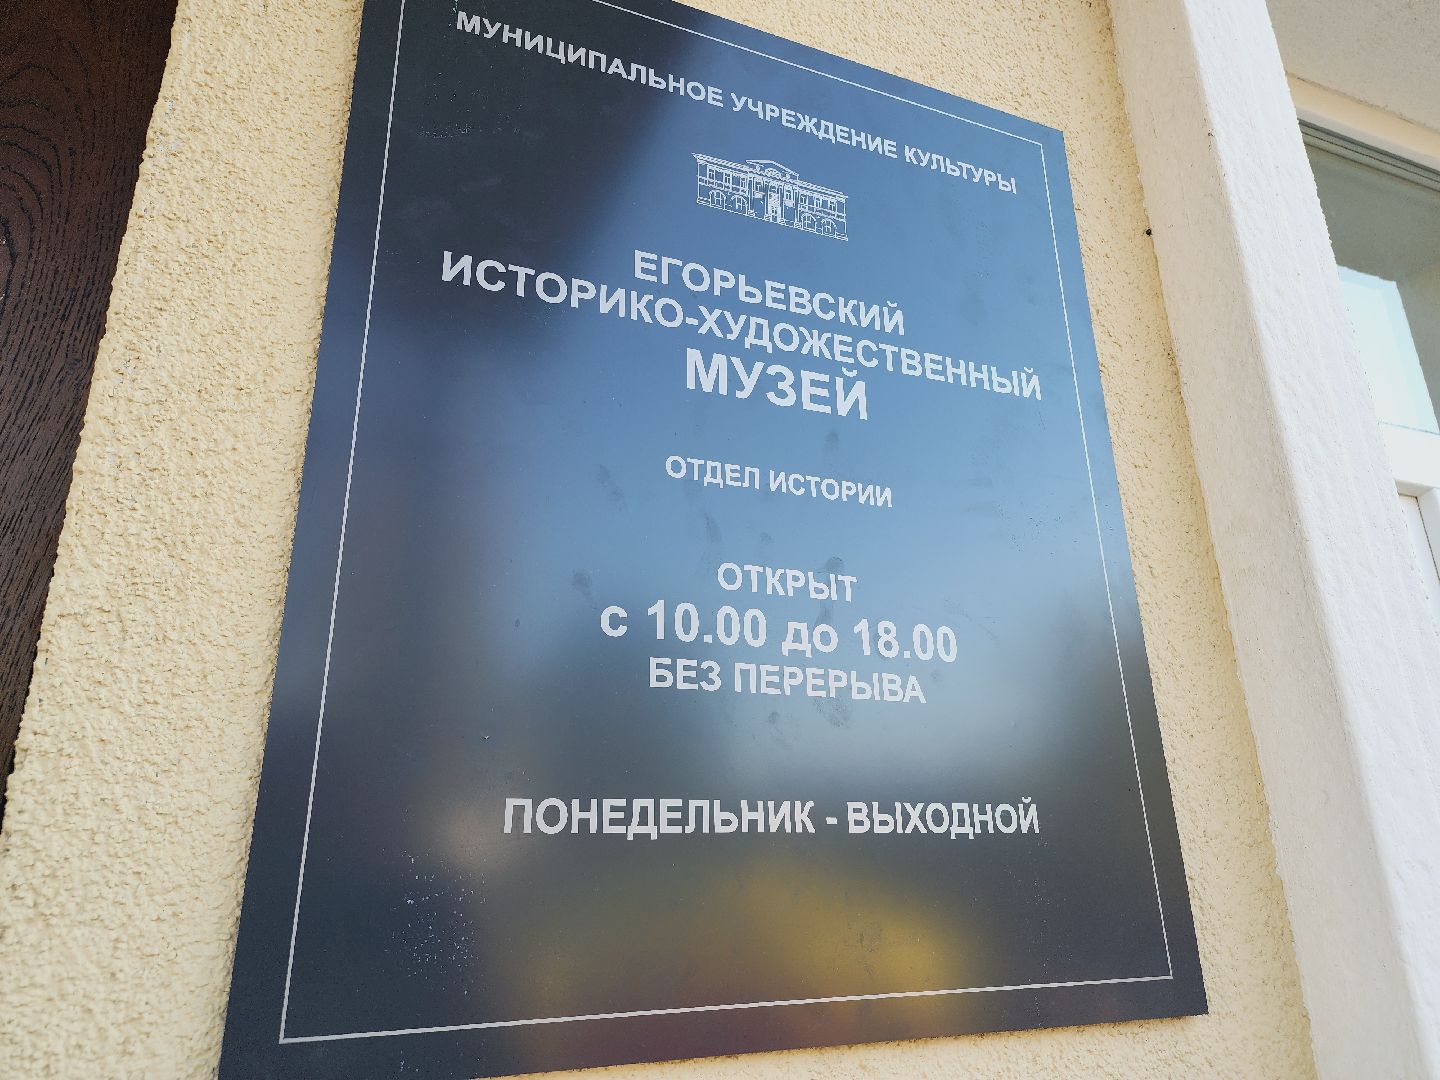 МУНИЦИПАЛЬНОЕ УЧРЕЖДЕНИЕ КУЛЬТУРЫ
ЕГОРЬЕВСКИЙ
ИСТОРИКО-ХУДОЖЕСТВЕННЫЙ
МУЗЕЙ
ОТДЕЛ ИСТОРИИ
ОТКРЫТ
с 10.00 до 18.00
БЕЗ ПЕРЕРЫВА
ПОНЕДЕЛЬНИК - ВЫХОДНОЙ